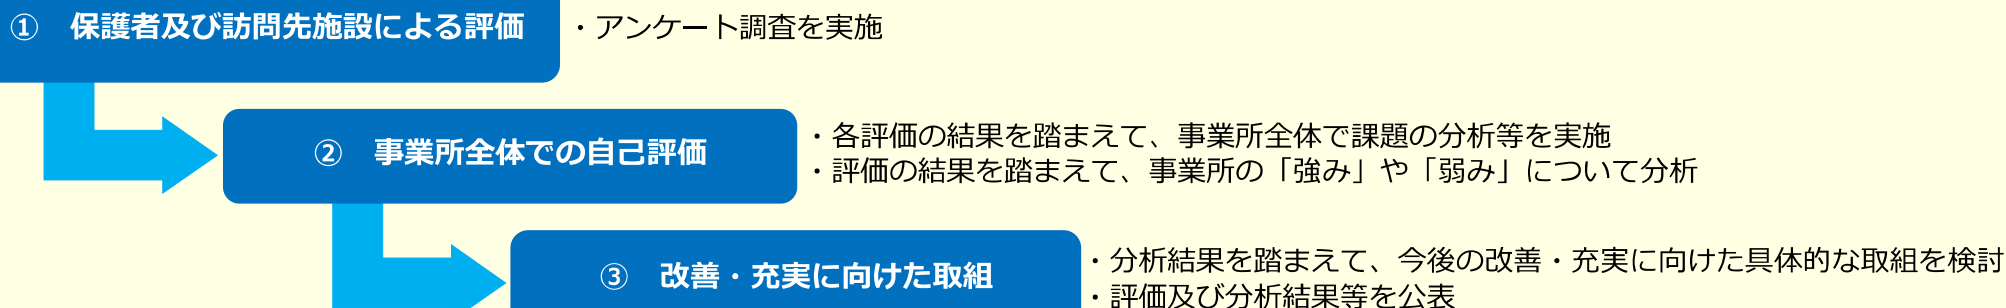 ① 保護者及び訪問先施設による評価
・アンケート調査を実施
② 事業所全体での自己評価
・各評価の結果を踏まえて、事業所全体で課題の分析等を実施
・評価の結果を踏まえて、事業所の「強み」や「弱み」について分析
③ 改善・充実に向けた取組
・分析結果を踏まえて、今後の改善・充実に向けた具体的な取組を検討
・評価及び分析結果等を公表